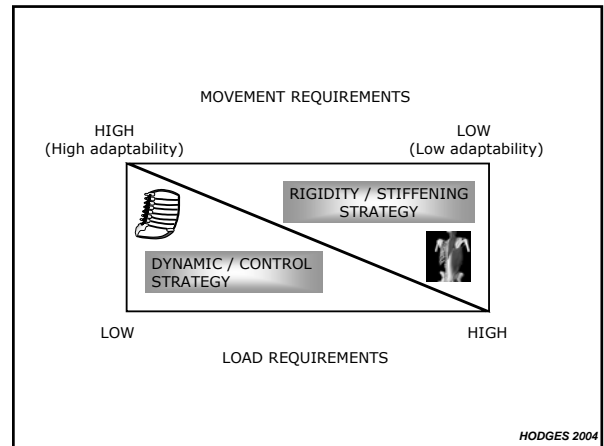 MOVEMENT REQUIREMENTS
HIGH
(High adaptability)
LOW
(Low adaptability)
RIGIDITY / STIFFENING
STRATEGY
DYNAMIC / CONTROL
STRATEGY
LOW
HIGH
LOAD REQUIREMENTS
HODGES 2004